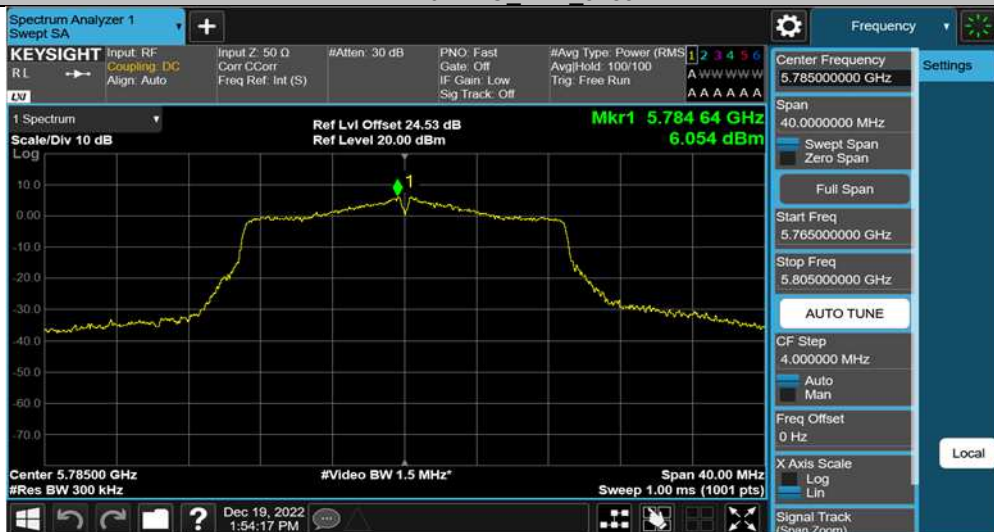 Spectrum Analyzer 1
Swept SA
+
Frequency
KEYSIGHT
RL
LXI
Input: RF
Coupling: DC
Align: Auto
Input Z: 50 Ω
Corr CCorr
Freq Ref: Int (S)
#Atten: 30 dB
PNO: Fast
Gate: Off
IF Gain: Low
Sig Track: Off
#Avg Type: Power (RMS
Avg|Hold: 100/100
Trig: Free Run
1 2 3 4 5 6
A W W W W W
A A A A A A
1 Spectrum
Scale/Div 10 dB
Log
Ref Lvl Offset 24.53 dB
Ref Level 20.00 dBm
Mkr1 5.784 64 GHz
6.054 dBm
1
10.0
0.00
-10.0
-20.0
-30.0
-40.0
-50.0
-60.0
-70.0
Center 5.78500 GHz
#Res BW 300 kHz
#Video BW 1.5 MHz*
Span 40.00 MHz
Sweep 1.00 ms (1001 pts)
?
Dec 19, 2022
1:54:17 PM
Center Frequency
5.785000000 GHz
Span
40.0000000 MHz
Swept Span
Zero Span
Full Span
Start Freq
5.765000000 GHz
Stop Freq
5.805000000 GHz
AUTO TUNE
CF Step
4.000000 MHz
Auto
Man
Freq Offset
0 Hz
X Axis Scale
Log
Lin
Signal Track
(Span Zoom)
Settings
Local